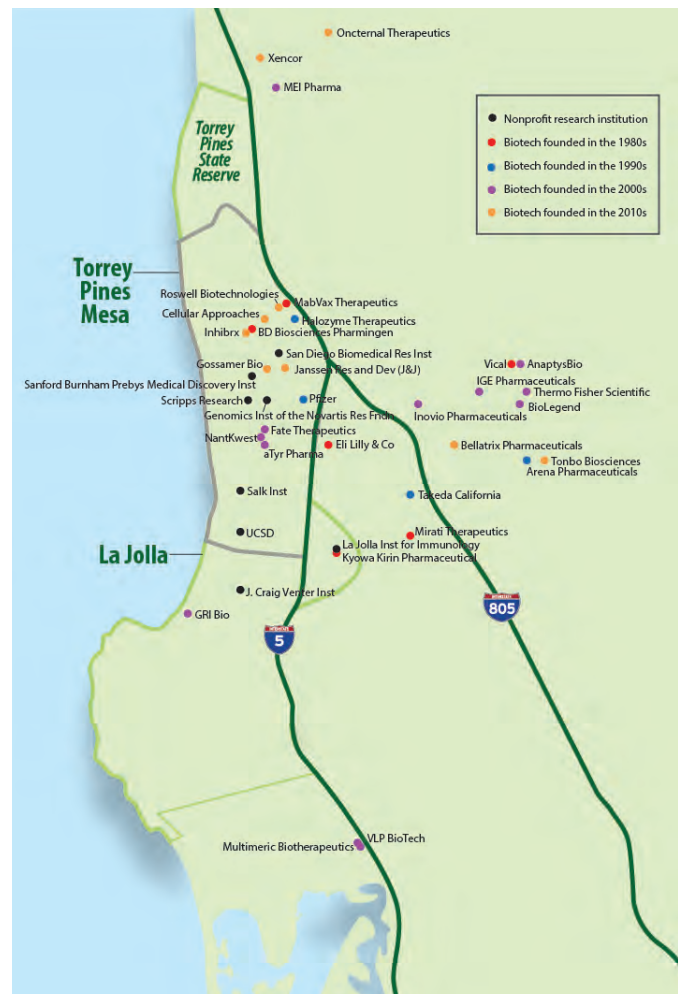 Oncternal Therapeutics
Xencor
MEI Pharma
Nonprofit research institution
Biotech founded in the 1980s
Biotech founded in the 1990s
Biotech founded in the 2000s
Biotech founded in the 2010s
Torrey
Pines
State
Reserve
Torrey
Pines
Mesa
Roswell Biotechnologies
MabVax Therapeutics
Cellular Approaches
Halozyme Therapeutics
Inhibrx
BD Biosciences Pharmingen
San Diego Biomedical Res Inst
Gossamer Bio
Janssen Res and Dev (J&J)
Vical
AnaptysBio
IGE Pharmaceuticals
Sanford Burnham Prebys Medical Discovery Inst
Thermo Fisher Scientific
Scripps Research
Pfizer
BioLegend
Genomics Inst of the Novartis Res Fndn
Inovio Pharmaceuticals
Fate Therapeutics
NantKwest
aTyr Pharma
Eli Lilly & Co
Bellatrix Pharmaceuticals
Tonbo Biosciences
Arena Pharmaceuticals
Salk Inst
Takeda California
UCSD
Mirati Therapeutics
La Jolla Inst for Immunology
Kyowa Kirin Pharmaceutical
La Jolla
J. Craig Venter Inst
GRI Bio
805
5
VLP BioTech
Multimeric Biotherapeutics